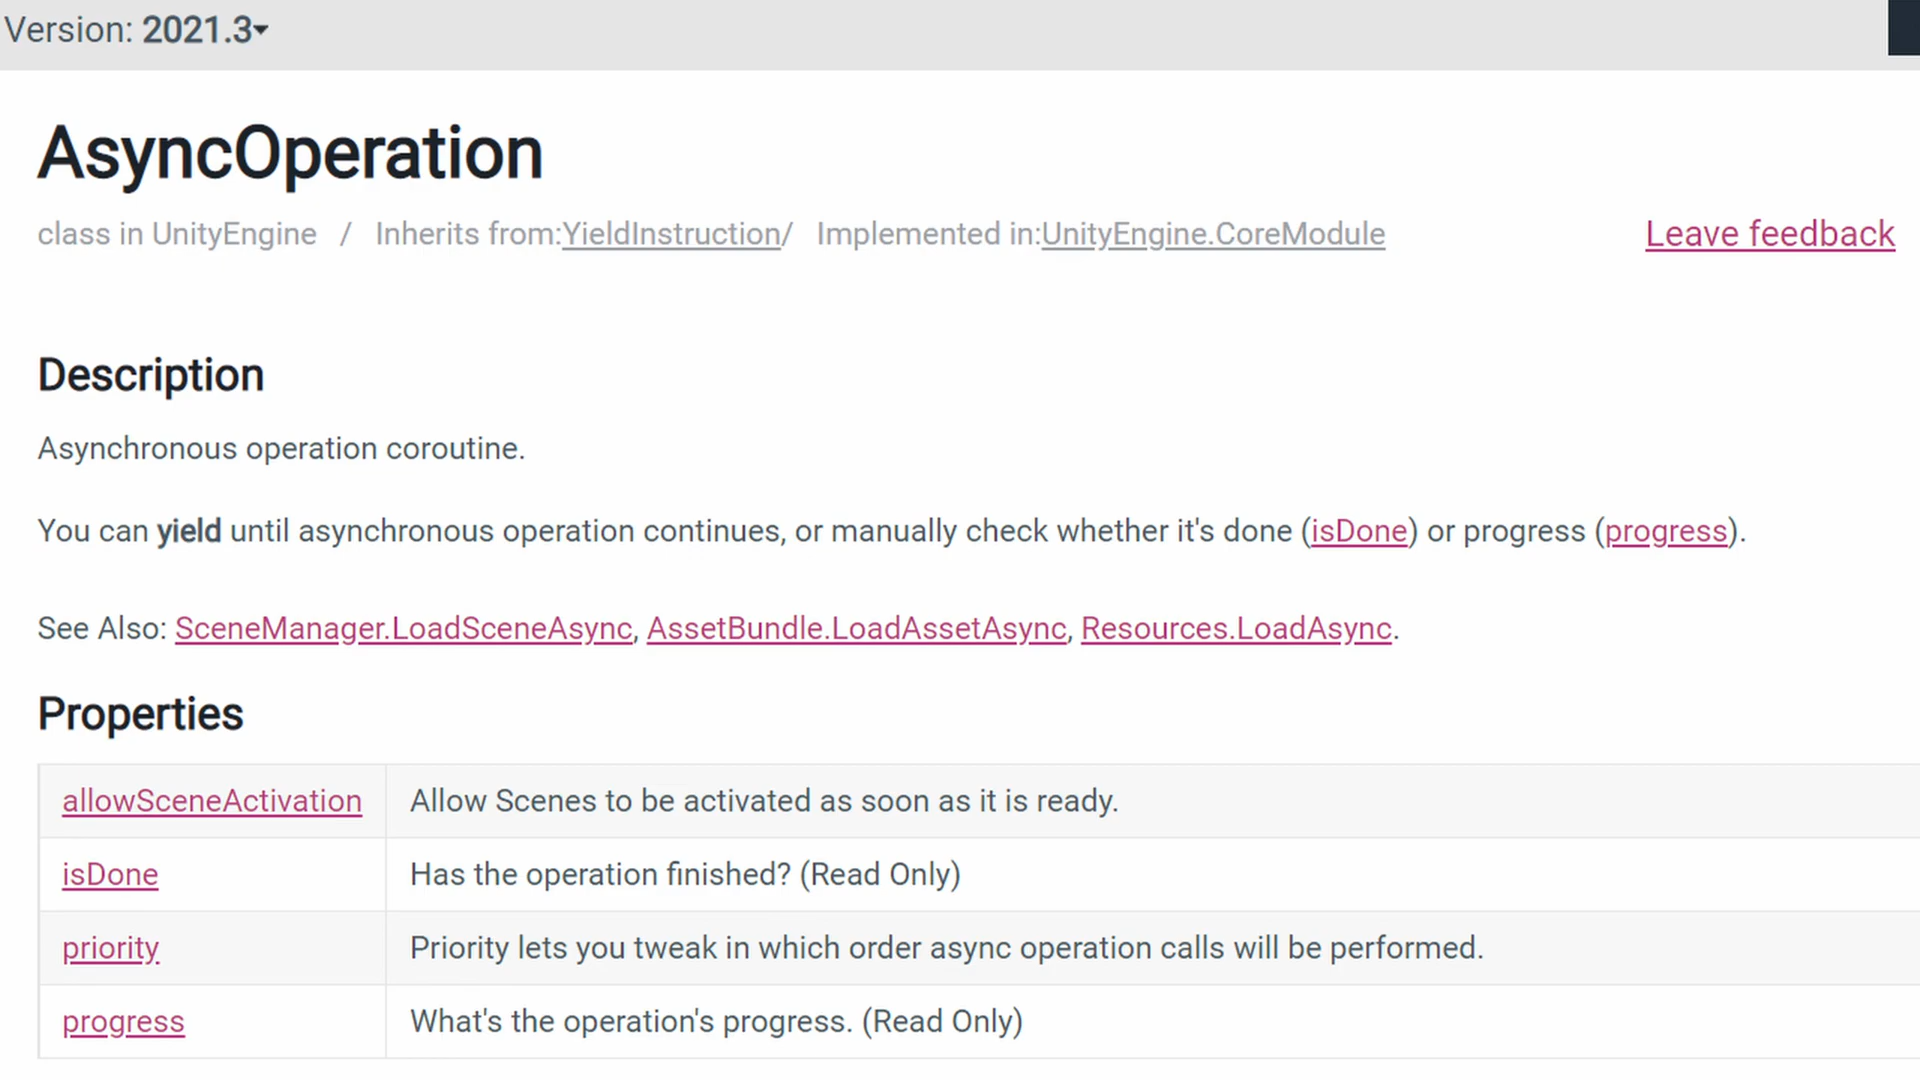 Version: 2021.3
AsyncOperation
class in UnityEngine / Inherits from:YieldInstruction/ Implemented in:UnityEngine.CoreModule
Leave feedback
Description
Asynchronous operation coroutine.
You can yield until asynchronous operation continues, or manually check whether it's done (isDone) or progress (progress).
See Also: SceneManager.LoadSceneAsync, AssetBundle.LoadAssetAsync, Resources.LoadAsync.
Properties
allowSceneActivation Allow Scenes to be activated as soon as it is ready.
isDone Has the operation finished? (Read Only)
priority Priority lets you tweak in which order async operation calls will be performed.
progress What's the operation's progress. (Read Only)